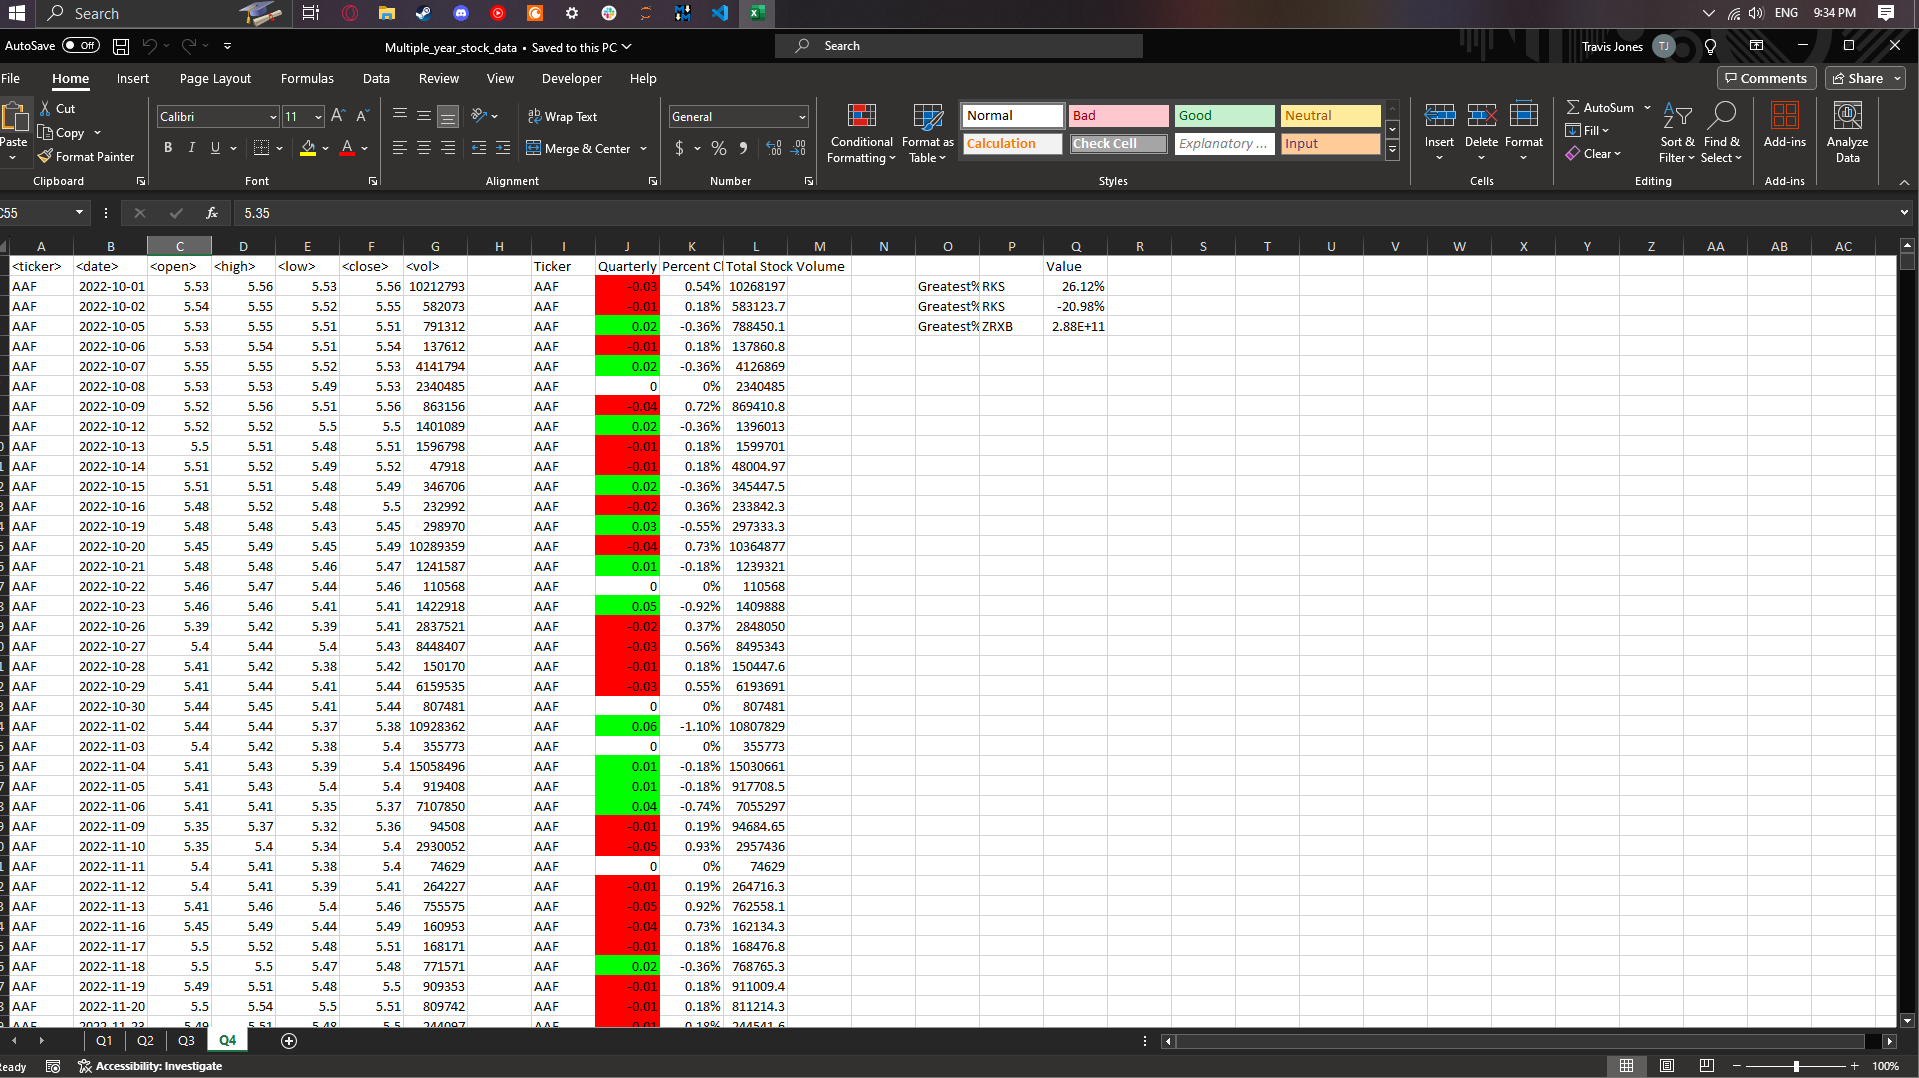 Search
ENG 9:34 PM
AutoSave Off Multiple_year_stock_data • Saved to this PC Search Travis Jones TJ
File Home Insert Page Layout Formulas Data Review View Developer Help Comments Share
Paste Cut Copy Format Painter Clipboard
Calibri 11 B I U A Font
Wrap Text Merge & Center Alignment
General $ % Number
Conditional Formatting Format as Table Normal Bad Good Neutral Calculation Check Cell Explanatory ... Input Styles
Insert Delete Format Cells
AutoSum Fill Clear Sort & Filter Find & Select Editing
Add-ins Add-ins Analyze Data
C55 fx 5.35
A B C D E F G H I J K L M N O P Q R S T U V W X Y Z AA AB AC
<ticker> <date> <open> <high> <low> <close> <vol> Ticker Quarterly Percent Cl Total Stock Volume Value
AAF 2022-10-01 5.53 5.56 5.53 5.56 10212793 AAF -0.03 0.54% 10268197 Greatest% RKS 26.12%
AAF 2022-10-02 5.54 5.55 5.52 5.55 582073 AAF -0.01 0.18% 583123.7 Greatest% RKS -20.98%
AAF 2022-10-05 5.53 5.55 5.51 5.51 791312 AAF 0.02 -0.36% 788450.1 Greatest% ZRXB 2.88E+11
AAF 2022-10-06 5.53 5.54 5.51 5.54 137612 AAF -0.01 0.18% 137860.8
AAF 2022-10-07 5.55 5.55 5.52 5.53 4141794 AAF 0.02 -0.36% 4126869
AAF 2022-10-08 5.53 5.53 5.49 5.53 2340485 AAF 0 0% 2340485
AAF 2022-10-09 5.52 5.56 5.51 5.56 863156 AAF -0.04 0.72% 869410.8
AAF 2022-10-12 5.52 5.52 5.5 5.5 1401089 AAF 0.02 -0.36% 1396013
AAF 2022-10-13 5.5 5.51 5.48 5.51 1596798 AAF -0.01 0.18% 1599701
AAF 2022-10-14 5.51 5.52 5.49 5.52 47918 AAF -0.01 0.18% 48004.97
AAF 2022-10-15 5.51 5.51 5.48 5.49 346706 AAF 0.02 -0.36% 345447.5
AAF 2022-10-16 5.48 5.52 5.48 5.5 232992 AAF -0.02 0.36% 233842.3
AAF 2022-10-19 5.48 5.48 5.43 5.45 298970 AAF 0.03 -0.55% 297333.3
AAF 2022-10-20 5.45 5.49 5.45 5.49 10289359 AAF -0.04 0.73% 10364877
AAF 2022-10-21 5.48 5.48 5.46 5.47 1241587 AAF 0.01 -0.18% 1239321
AAF 2022-10-22 5.46 5.47 5.44 5.46 110568 AAF 0 0% 110568
AAF 2022-10-23 5.46 5.46 5.41 5.41 1422918 AAF 0.05 -0.92% 1409888
AAF 2022-10-26 5.39 5.42 5.39 5.41 2837521 AAF -0.02 0.37% 2848050
AAF 2022-10-27 5.4 5.44 5.4 5.43 8448407 AAF -0.03 0.56% 8495343
AAF 2022-10-28 5.41 5.42 5.38 5.42 150170 AAF -0.01 0.18% 150447.6
AAF 2022-10-29 5.41 5.44 5.41 5.44 6159535 AAF -0.03 0.55% 6193691
AAF 2022-10-30 5.44 5.45 5.41 5.44 807481 AAF 0 0% 807481
AAF 2022-11-02 5.44 5.44 5.37 5.38 10928362 AAF 0.06 -1.10% 10807829
AAF 2022-11-03 5.4 5.42 5.38 5.4 355773 AAF 0 0% 355773
AAF 2022-11-04 5.41 5.43 5.39 5.4 15058496 AAF 0.01 -0.18% 15030661
AAF 2022-11-05 5.41 5.43 5.4 5.4 919408 AAF 0.01 -0.18% 917708.5
AAF 2022-11-06 5.41 5.41 5.35 5.37 7107850 AAF 0.04 -0.74% 7055297
AAF 2022-11-09 5.35 5.37 5.32 5.36 94508 AAF -0.01 0.19% 94684.65
AAF 2022-11-10 5.35 5.4 5.34 5.4 2930052 AAF -0.05 0.93% 2957436
AAF 2022-11-11 5.4 5.41 5.38 5.4 74629 AAF 0 0% 74629
AAF 2022-11-12 5.4 5.41 5.39 5.41 264227 AAF -0.01 0.19% 264716.3
AAF 2022-11-13 5.41 5.46 5.4 5.46 755575 AAF -0.05 0.92% 762558.1
AAF 2022-11-16 5.45 5.49 5.44 5.49 160953 AAF -0.04 0.73% 162134.3
AAF 2022-11-17 5.5 5.52 5.48 5.51 168171 AAF -0.01 0.18% 168476.8
AAF 2022-11-18 5.5 5.5 5.47 5.48 771571 AAF 0.02 -0.36% 768765.3
AAF 2022-11-19 5.49 5.51 5.48 5.5 909353 AAF -0.01 0.18% 911009.4
AAF 2022-11-20 5.5 5.54 5.5 5.51 809742 AAF -0.01 0.18% 811214.3
AAF 2022-11-23 5.49 5.51 5.48 5.5 244097 AAF -0.01 0.18% 244541.6
Q1 Q2 Q3 Q4
Ready Accessibility: Investigate 100%